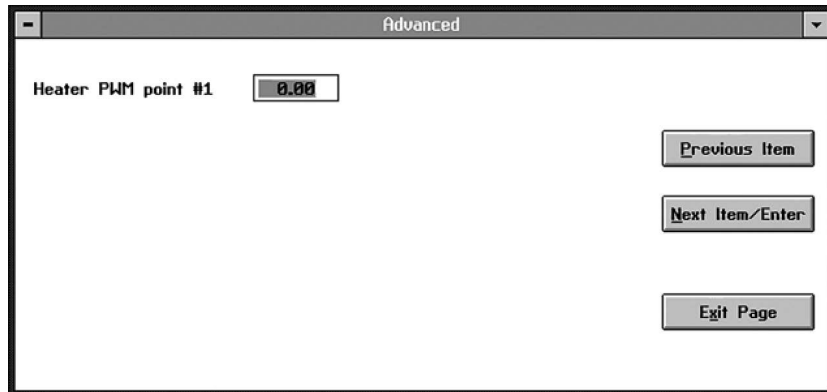 Advanced
Heater PWM point #1 0.00
Previous Item
Next Item/Enter
Exit Page